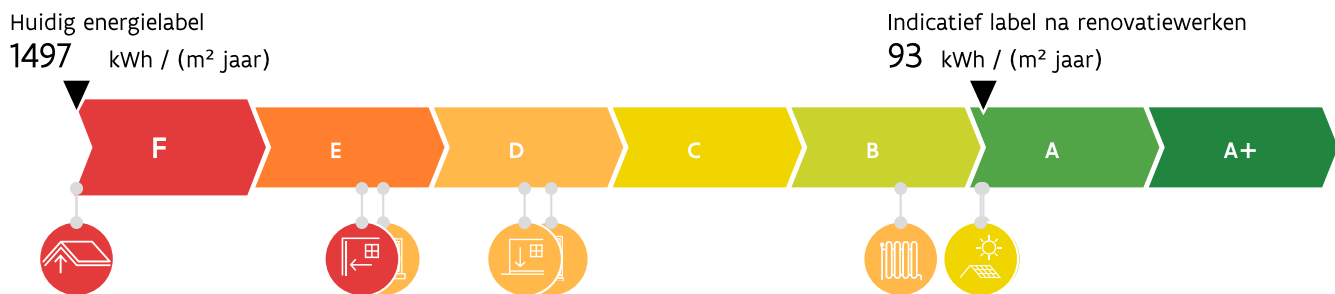 Huidig energielabel
1497 kWh / (m² jaar)
Indicatief label na renovatiewerken
93 kWh / (m² jaar)
F E D C B A A+